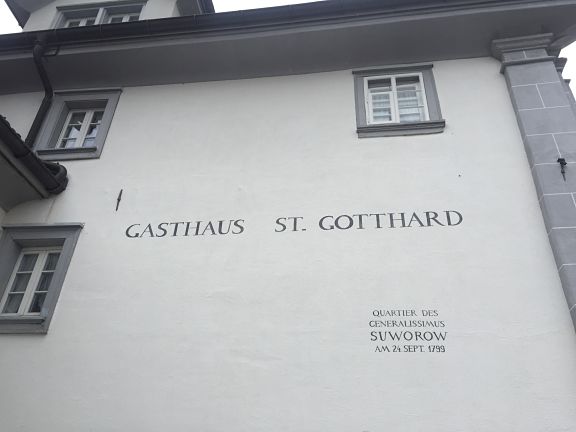 GASTHAUS ST. GOTTHARD
QUARTIER DES
GENERALISSIMUS
SUWOROW
AM 24 SEPT. 1799